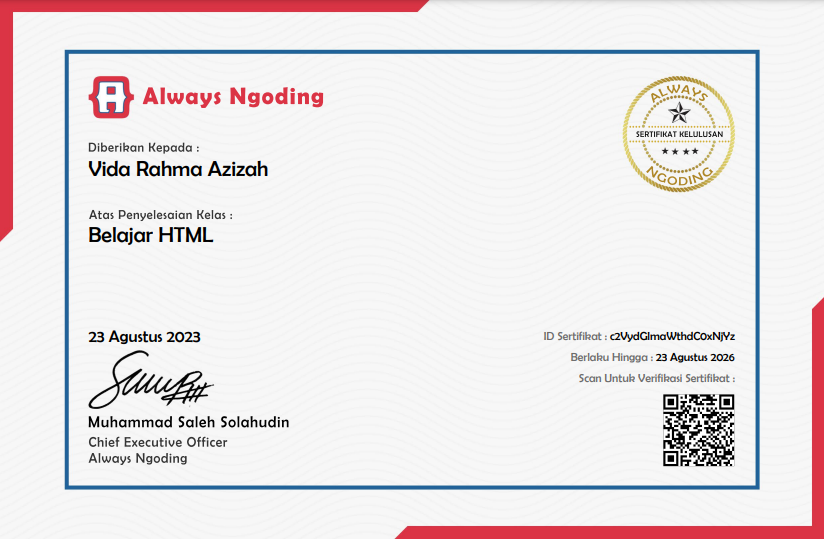 Always Ngoding
ALWAYS
SERTIFIKAT KELULUSAN
NGODING
Diberikan Kepada :
Vida Rahma Azizah
Atas Penyelesaian Kelas :
Belajar HTML
23 Agustus 2023
Muhammad Saleh Solahudin
Chief Executive Officer
Always Ngoding
ID Sertifikat : c2VydGlmaWthdC0xNjYz
Berlaku Hingga : 23 Agustus 2026
Scan Untuk Verifikasi Sertifikat :